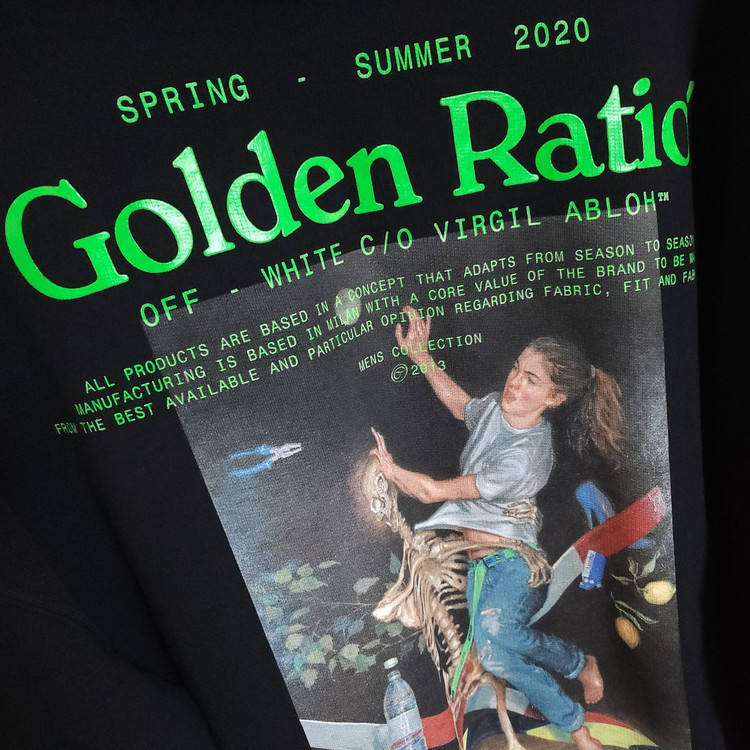 SPRING - SUMMER 2020
Golden Ratio
OFF - WHITE C/O VIRGIL ABLOH™
ALL PRODUCTS ARE BASED IN A CONCEPT THAT ADAPTS FROM SEASON TO SEASON
MANUFACTURING IS BASED IN MILAN WITH A CORE VALUE OF THE BRAND TO BE
FROM THE BEST AVAILABLE AND PARTICULAR OPINION REGARDING FABRIC, FIT AND
MENS COLLECTION
© 2013